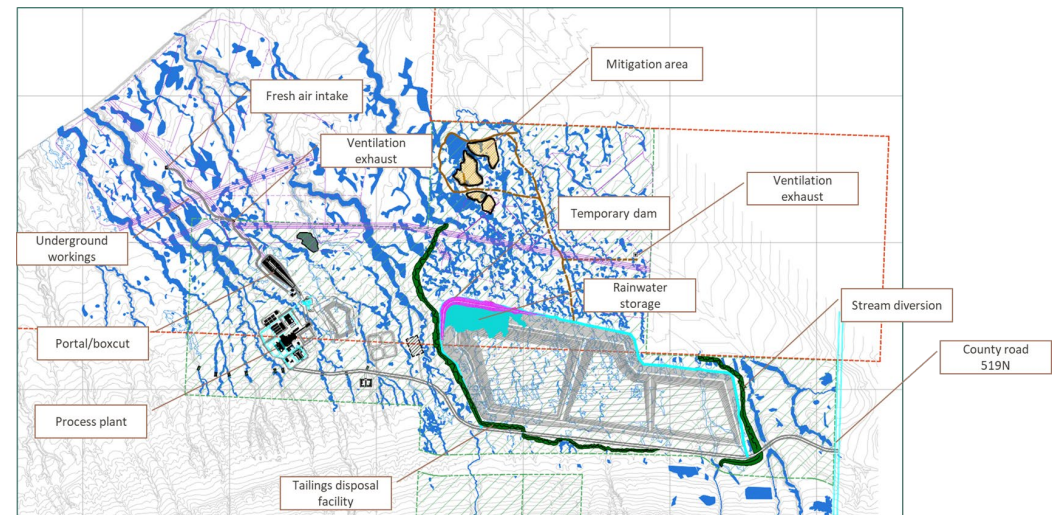 Mitigation area
Fresh air intake
Ventilation
exhaust
Ventilation
exhaust
Temporary dam
Underground
workings
Rainwater
storage
Stream diversion
Portal/boxcut
County road
519N
Process plant
Tailings disposal
facility